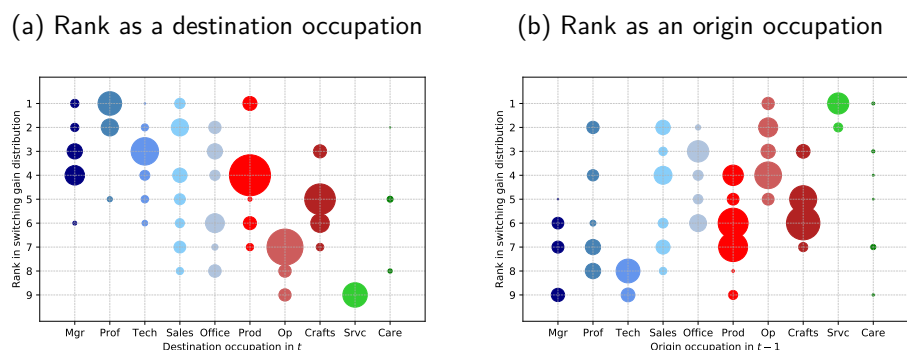 (a) Rank as a destination occupation
(b) Rank as an origin occupation
Rank in switching gain distribution
1
2
3
4
5
6
7
8
9
Mgr Prof Tech Sales Office Prod Op Crafts Srvc Care
Destination occupation in t
Rank in switching gain distribution
1
2
3
4
5
6
7
8
9
Mgr Prof Tech Sales Office Prod Op Crafts Srvc Care
Origin occupation in t − 1